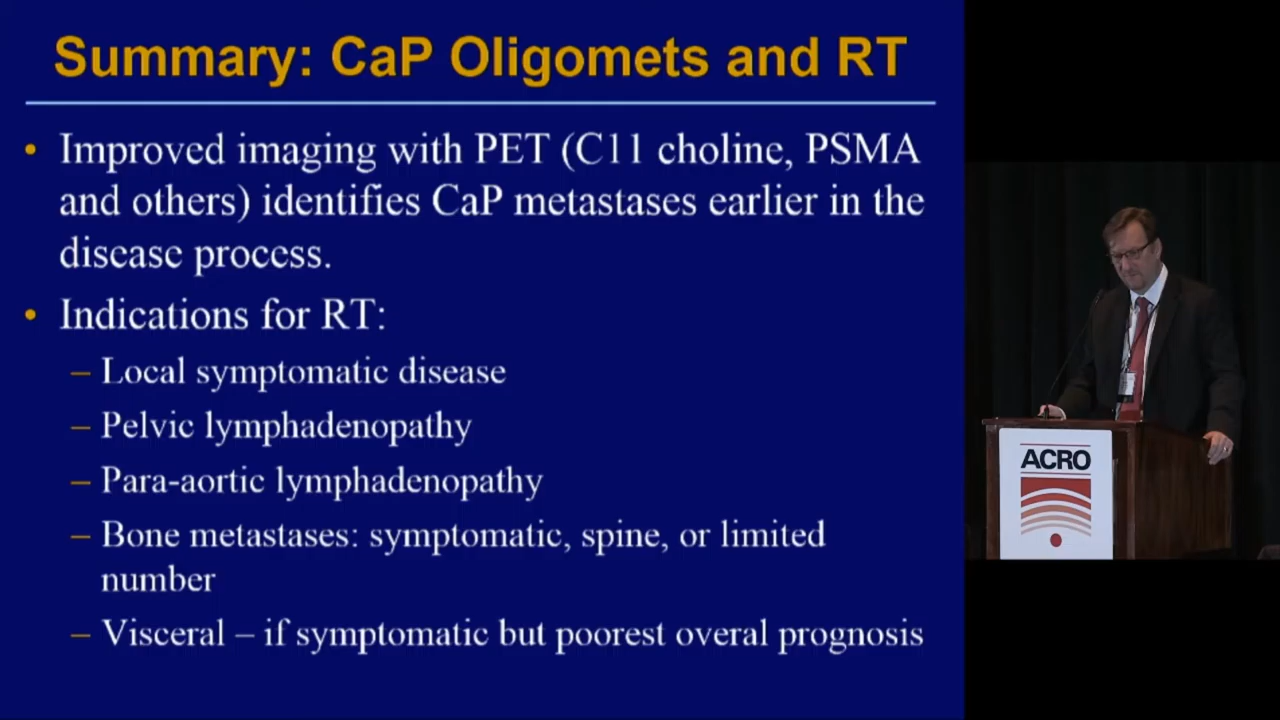 Summary: CaP Oligomets and RT
• Improved imaging with PET (C11 choline, PSMA
and others) identifies CaP metastases earlier in the
disease process.
• Indications for RT:
– Local symptomatic disease
– Pelvic lymphadenopathy
– Para-aortic lymphadenopathy
– Bone metastases: symptomatic, spine, or limited
number
– Visceral – if symptomatic but poorest overal prognosis
ACRO